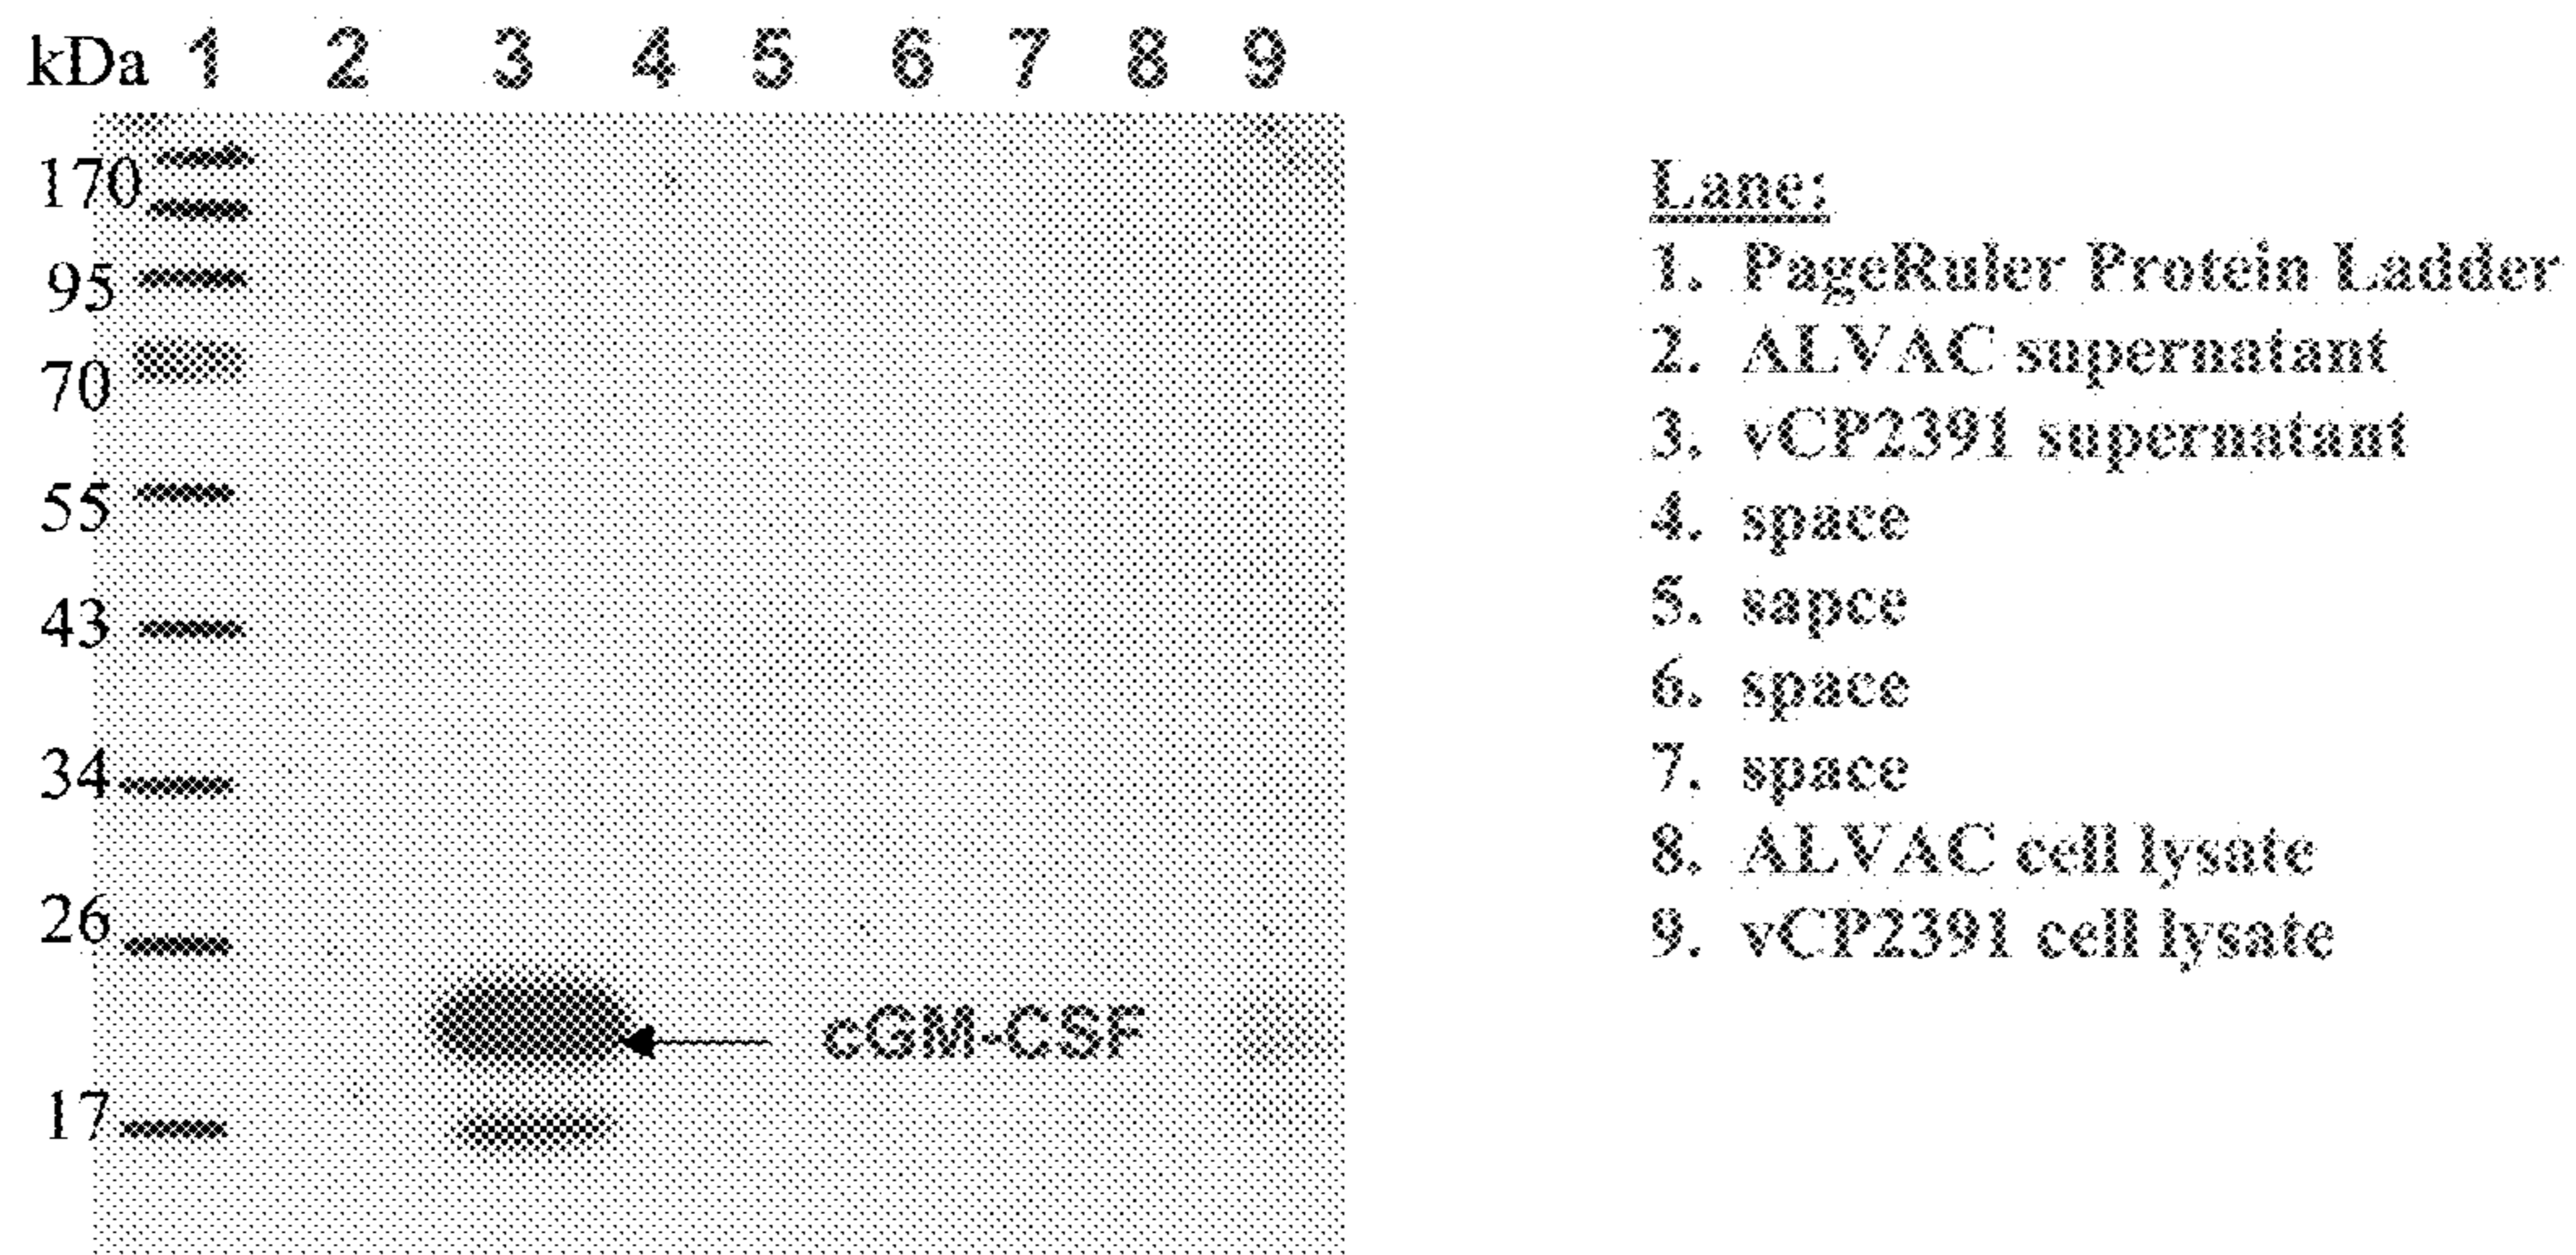 kDa 1 2 3 4 5 6 7 8 9
170
95
70
55
43
34
26
17
cGM-CSF
Lane:
1. PageRuler Protein Ladder
2. ALVAC supernatant
3. vCP2391 supernatant
4. space
5. sapce
6. space
7. space
8. ALVAC cell lysate
9. vCP2391 cell lysate